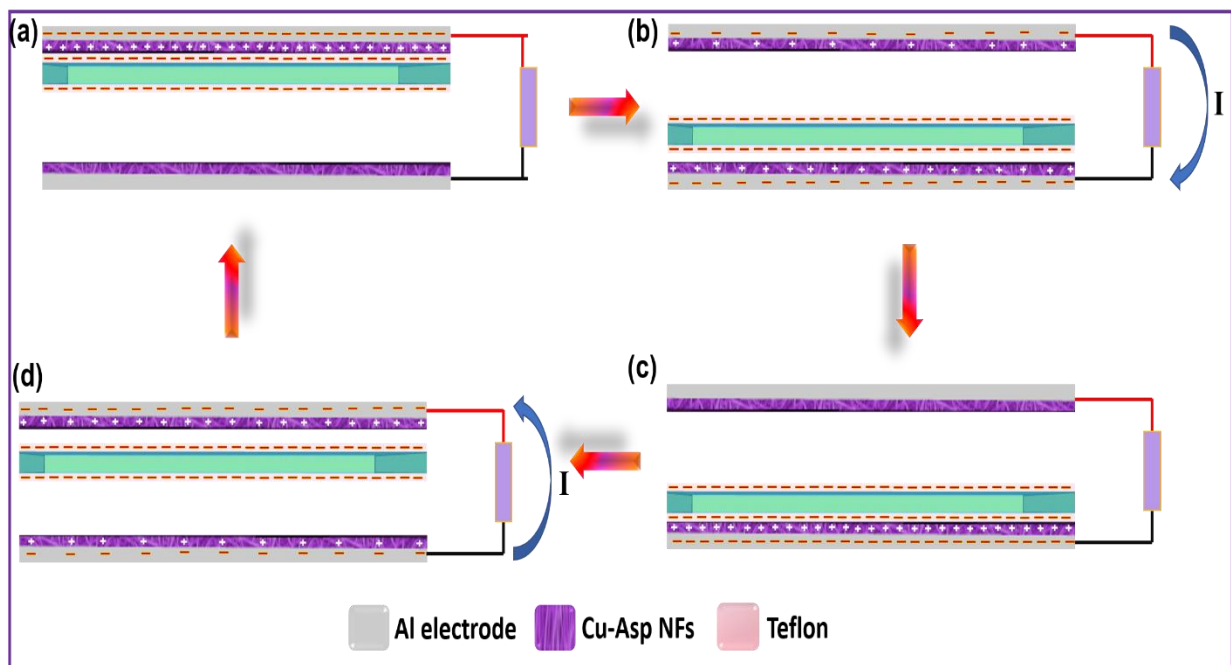 (a)
(b)
I
(d)
(c)
I
Al electrode
Cu-Asp NFs
Teflon